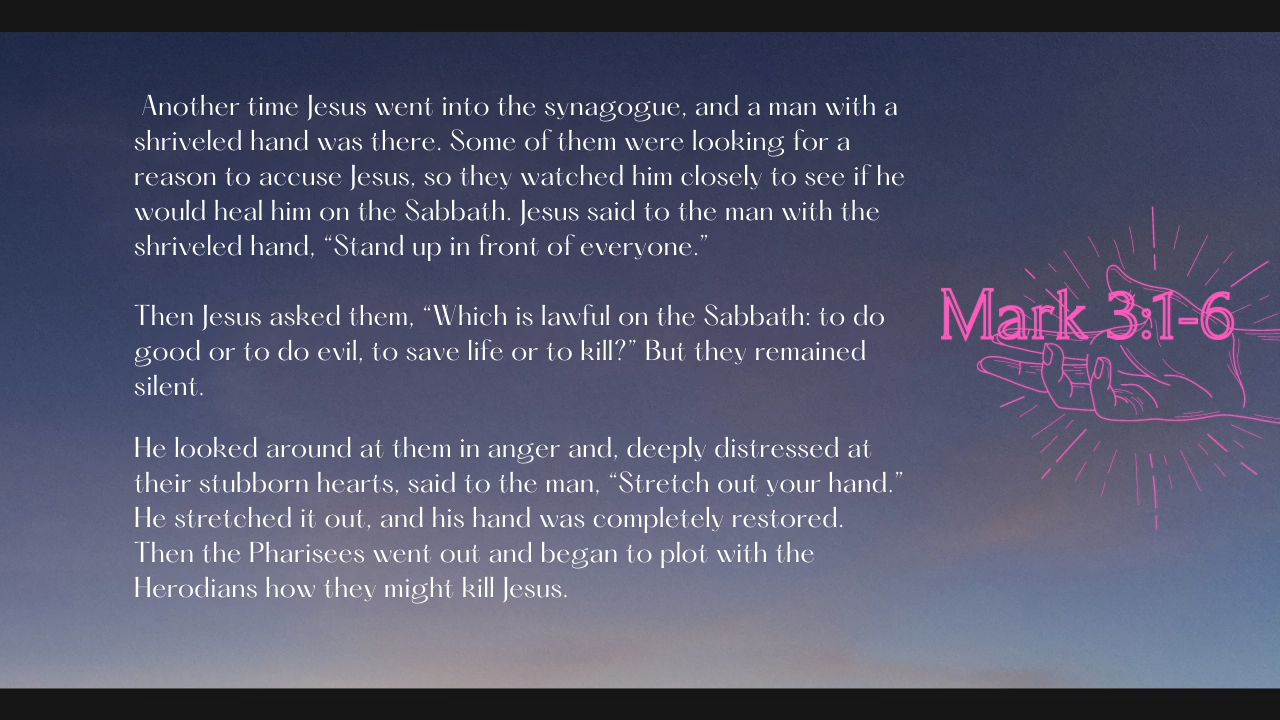 Another time Jesus went into the synagogue, and a man with a
shriveled hand was there. Some of them were looking for a
reason to accuse Jesus, so they watched him closely to see if he
would heal him on the Sabbath. Jesus said to the man with the
shriveled hand, “Stand up in front of everyone.”
Then Jesus asked them, “Which is lawful on the Sabbath: to do
good or to do evil, to save life or to kill?” But they remained
silent.
He looked around at them in anger and, deeply distressed at
their stubborn hearts, said to the man, “Stretch out your hand.”
He stretched it out, and his hand was completely restored.
Then the Pharisees went out and began to plot with the
Herodians how they might kill Jesus.
Mark 3:1-6